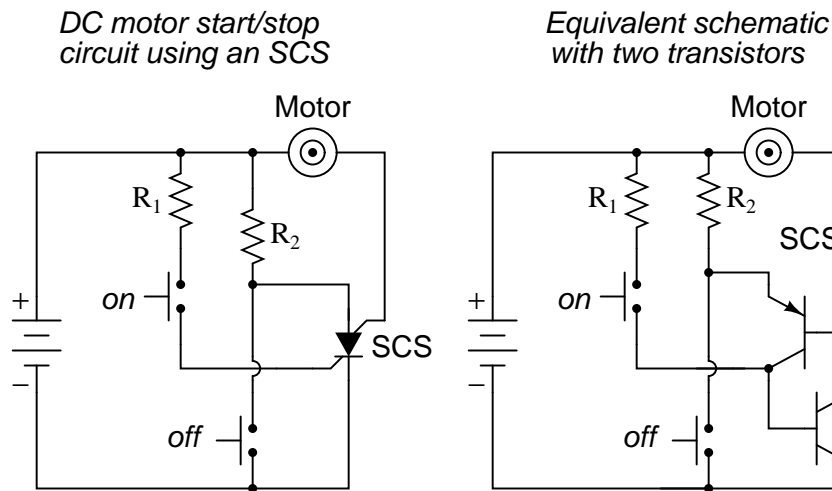 DC motor start/stop
circuit using an SCS
Equivalent schematic
with two transistors
Motor
R1
R2
on
+
−
SCS
off
Motor
R1
R2
SCS
on
+
−
off